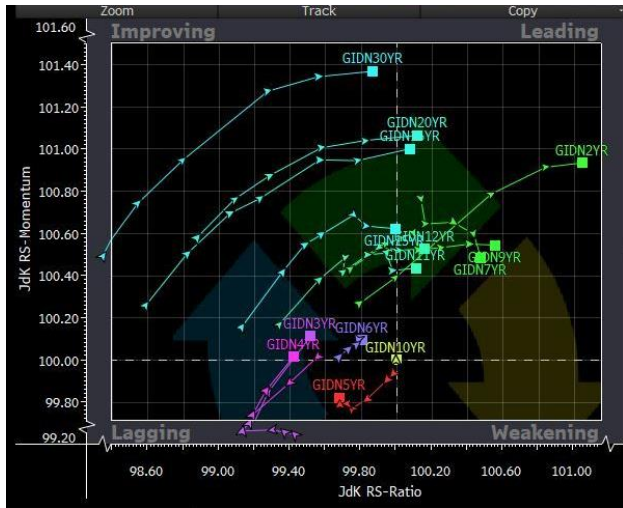 Zoom Track Copy
101.60
Improving Leading
101.40
GIDN30YR
101.20
GIDN20YR
101.00
GIDN2YR
100.80
JdK RS-Momentum
100.60
GIDN12YR
GIDN15YR
GIDN9YR
100.40
GIDN7YR
100.20
GIDN3YR GIDN6YR
GIDN4YR GIDN10YR
100.00
GIDN5YR
99.80
99.20
Lagging Weakening
98.60 99.00 99.40 99.80 100.20 100.60 101.00
JdK RS-Ratio